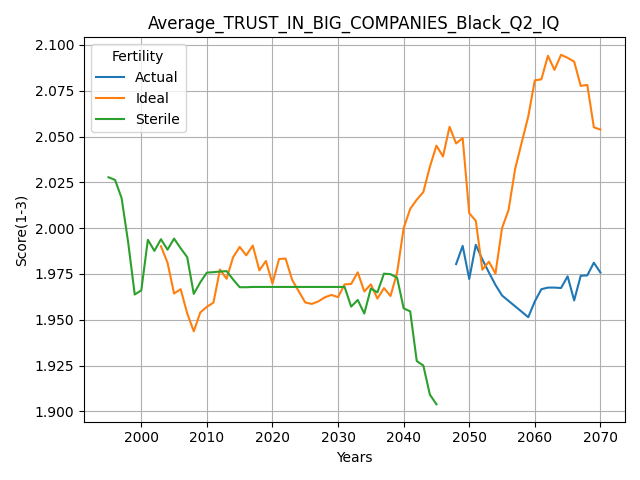 Average_TRUST_IN_BIG_COMPANIES_Black_Q2_IQ
Fertility
Actual
Ideal
Sterile
Score(1-3)
2.100
2.075
2.050
2.025
2.000
1.975
1.950
1.925
1.900
2000 2010 2020 2030 2040 2050 2060 2070
Years